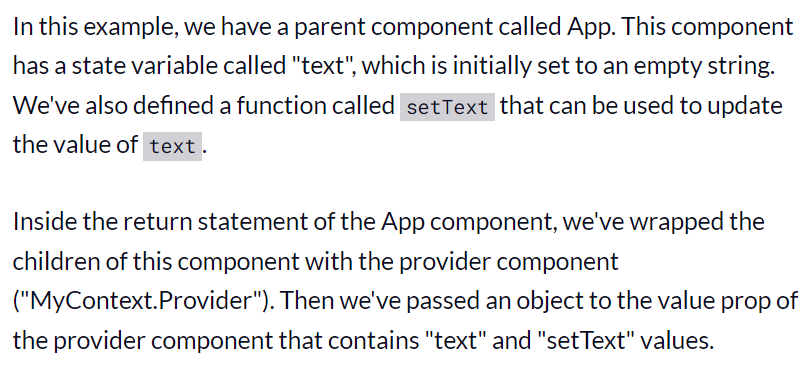 In this example, we have a parent component called App. This component
has a state variable called "text", which is initially set to an empty string.
We've also defined a function called setText that can be used to update
the value of text.
Inside the return statement of the App component, we've wrapped the
children of this component with the provider component
("MyContext.Provider"). Then we've passed an object to the value prop of
the provider component that contains "text" and "setText" values.